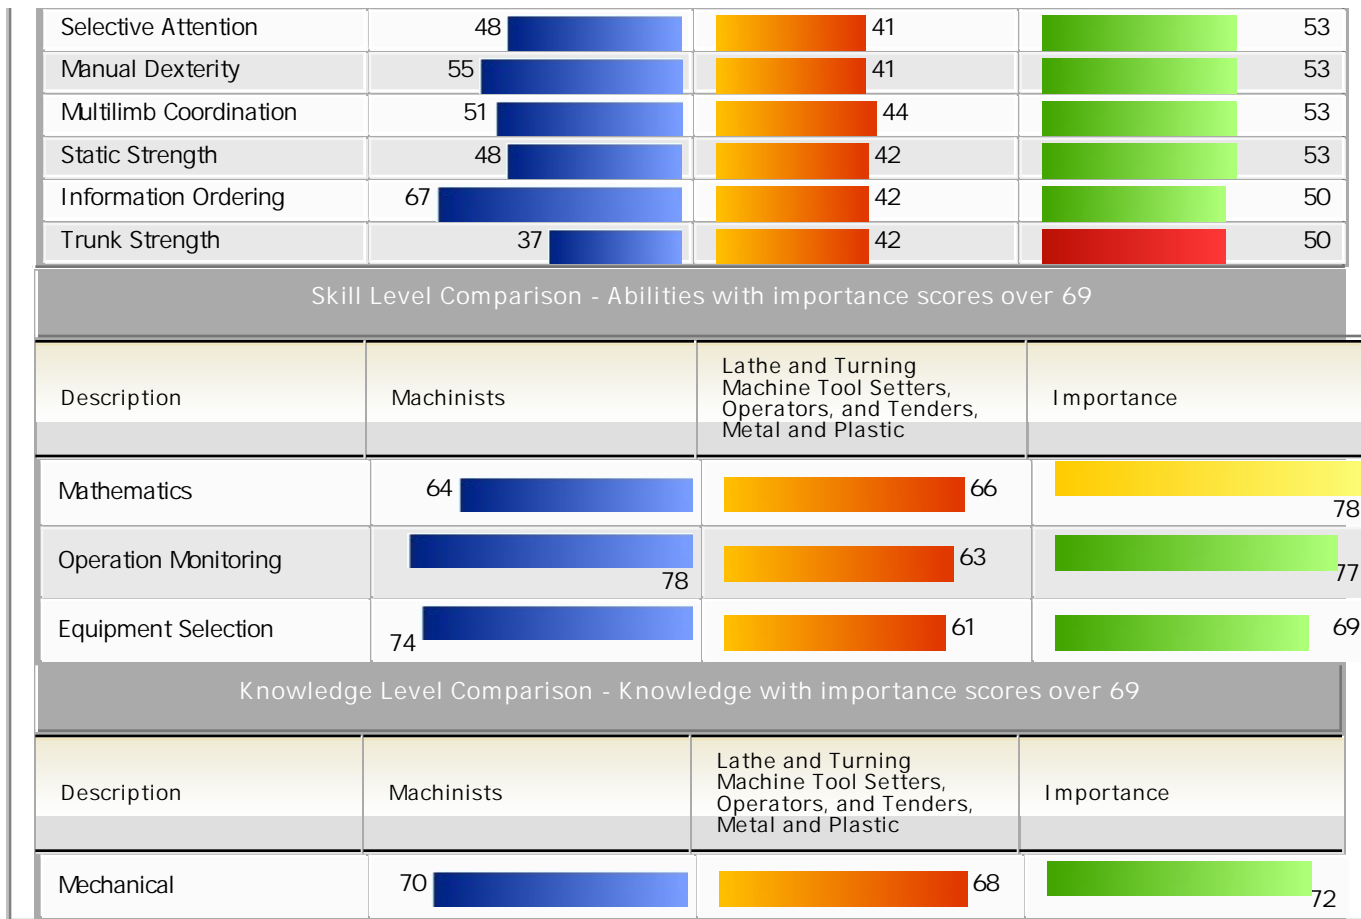 Selective Attention 48 41 53
Manual Dexterity 55 41 53
Multilimb Coordination 51 44 53
Static Strength 48 42 53
Information Ordering 67 42 50
Trunk Strength 37 42 50
Skill Level Comparison - Abilities with importance scores over 69
Description Machinists Lathe and Turning
Machine Tool Setters,
Operators, and Tenders,
Metal and Plastic Importance
Mathematics 64 66 78
Operation Monitoring 78 63 77
Equipment Selection 74 61 69
Knowledge Level Comparison - Knowledge with importance scores over 69
Description Machinists Lathe and Turning
Machine Tool Setters,
Operators, and Tenders,
Metal and Plastic Importance
Mechanical 70 68 72